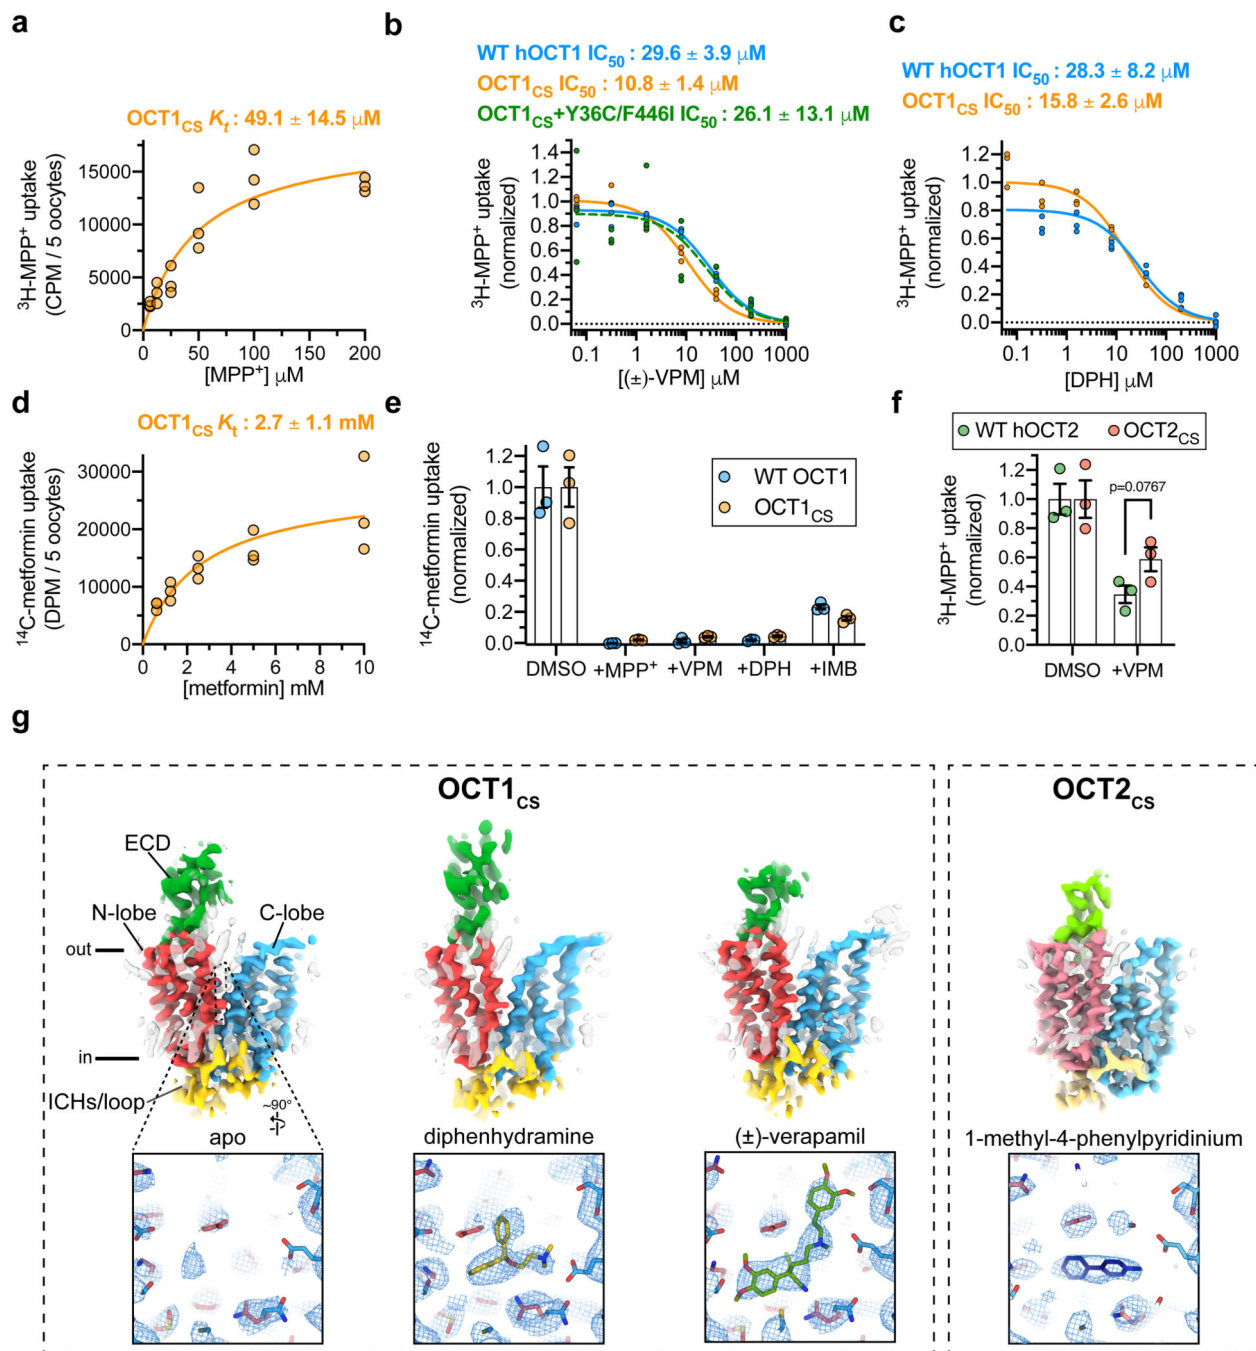 a
OCT1CS Kt : 49.1 ± 14.5 μM
³H-MPP⁺ uptake
(CPM / 5 oocytes)
15000
10000
5000
0
0 50 100 150 200
[MPP⁺] μM
b
WT hOCT1 IC50 : 29.6 ± 3.9 μM
OCT1CS IC50 : 10.8 ± 1.4 μM
OCT1CS+Y36C/F446I IC50 : 26.1 ± 13.1 μM
³H-MPP⁺ uptake
(normalized)
1.4
1.2
1.0
0.8
0.6
0.4
0.2
0.0
0.1 1 10 100 1000
[(±)-VPM] μM
c
WT hOCT1 IC50 : 28.3 ± 8.2 μM
OCT1CS IC50 : 15.8 ± 2.6 μM
³H-MPP⁺ uptake
(normalized)
1.2
1.0
0.8
0.6
0.4
0.2
0.0
0.1 1 10 100 1000
[DPH] μM
d
OCT1CS Kt : 2.7 ± 1.1 mM
¹⁴C-metformin uptake
(DPM / 5 oocytes)
30000
20000
10000
0
0 2 4 6 8 10
[metformin] mM
e
¹⁴C-metformin uptake
(normalized)
1.2
1.0
0.8
0.6
0.4
0.2
0.0
WT OCT1
OCT1CS
DMSO +MPP⁺ +VPM +DPH +IMB
f
WT hOCT2 OCT2CS
³H-MPP⁺ uptake
(normalized)
1.2
1.0
0.8
0.6
0.4
0.2
0.0
p=0.0767
DMSO +VPM
g
OCT1CS
OCT2CS
ECD
N-lobe
C-lobe
out
in
ICHs/loop
~90°
apo
diphenhydramine
(±)-verapamil
1-methyl-4-phenylpyridinium